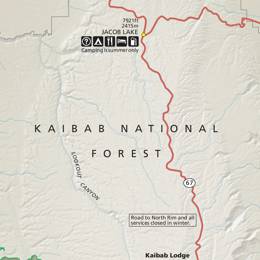 7921ft
2415m
JACOB LAKE
Camping is summer only
KAIBAB NATIONAL
FOREST
LOOKOUT CANYON
67
Road to North Rim and all
services closed in winter.
Kaibab Lodge